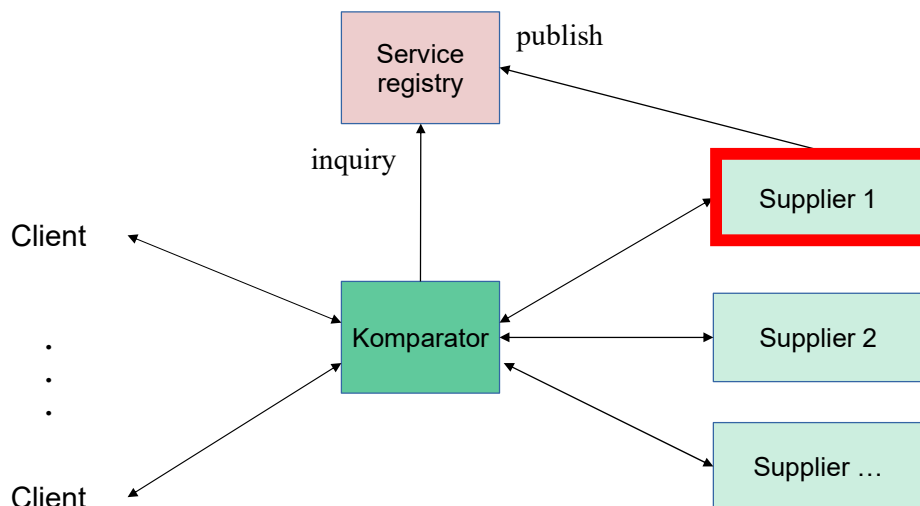 publish
Service
registry
inquiry
Supplier 1
Client
Komparator
Supplier 2
.
.
.
Supplier …
Client